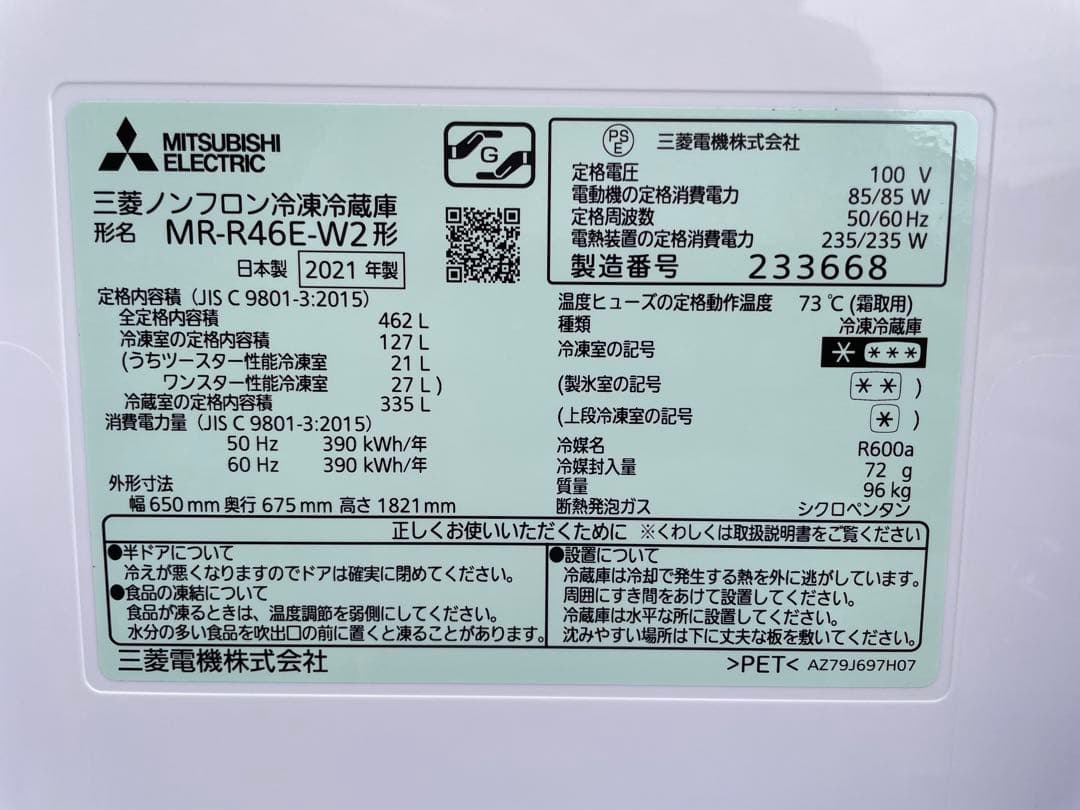 MITSUBISHI
ELECTRIC
三菱ノンフロン冷凍冷蔵庫
形名 MR-R46E-W2形
日本製 2021 年製
定格内容積（JIS C 9801-3:2015）
全定格内容積 462 L
冷凍室の定格内容積 127 L
(うちツースター性能冷凍室 21 L
ワンスター性能冷凍室 27 L )
冷蔵室の定格内容積 335 L
消費電力量（JIS C 9801-3:2015）
50 Hz 390 kWh/年
60 Hz 390 kWh/年
外形寸法
幅 650 mm 奥行 675 mm 高さ 1821 mm
G
PS
E 三菱電機株式会社
定格電圧 100 V
電動機の定格消費電力 85/85 W
定格周波数 50/60 Hz
電熱装置の定格消費電力 235/235 W
製造番号 233668
温度ヒューズの定格動作温度 73 ℃ (霜取用)
種類 冷凍冷蔵庫
冷凍室の記号 * ***
(製氷室の記号 ** )
(上段冷凍室の記号 * )
冷媒名 R600a
冷媒封入量 72 g
質量 96 kg
断熱発泡ガス シクロペンタン
正しくお使いいただくために ※くわしくは取扱説明書をご覧ください
●半ドアについて
冷えが悪くなりますのでドアは確実に閉めてください。
●食品の凍結について
食品が凍るときは、温度調節を弱側にしてください。
水分の多い食品を吹出口の前に置くと凍ることがあります。
●設置について
冷蔵庫は冷却で発生する熱を外に逃がしています。
周囲にすき間をあけて設置してください。
冷蔵庫は水平な所に設置してください。
沈みやすい場所は下に丈夫な板を敷いてください。
三菱電機株式会社
>PET< AZ79J697H07